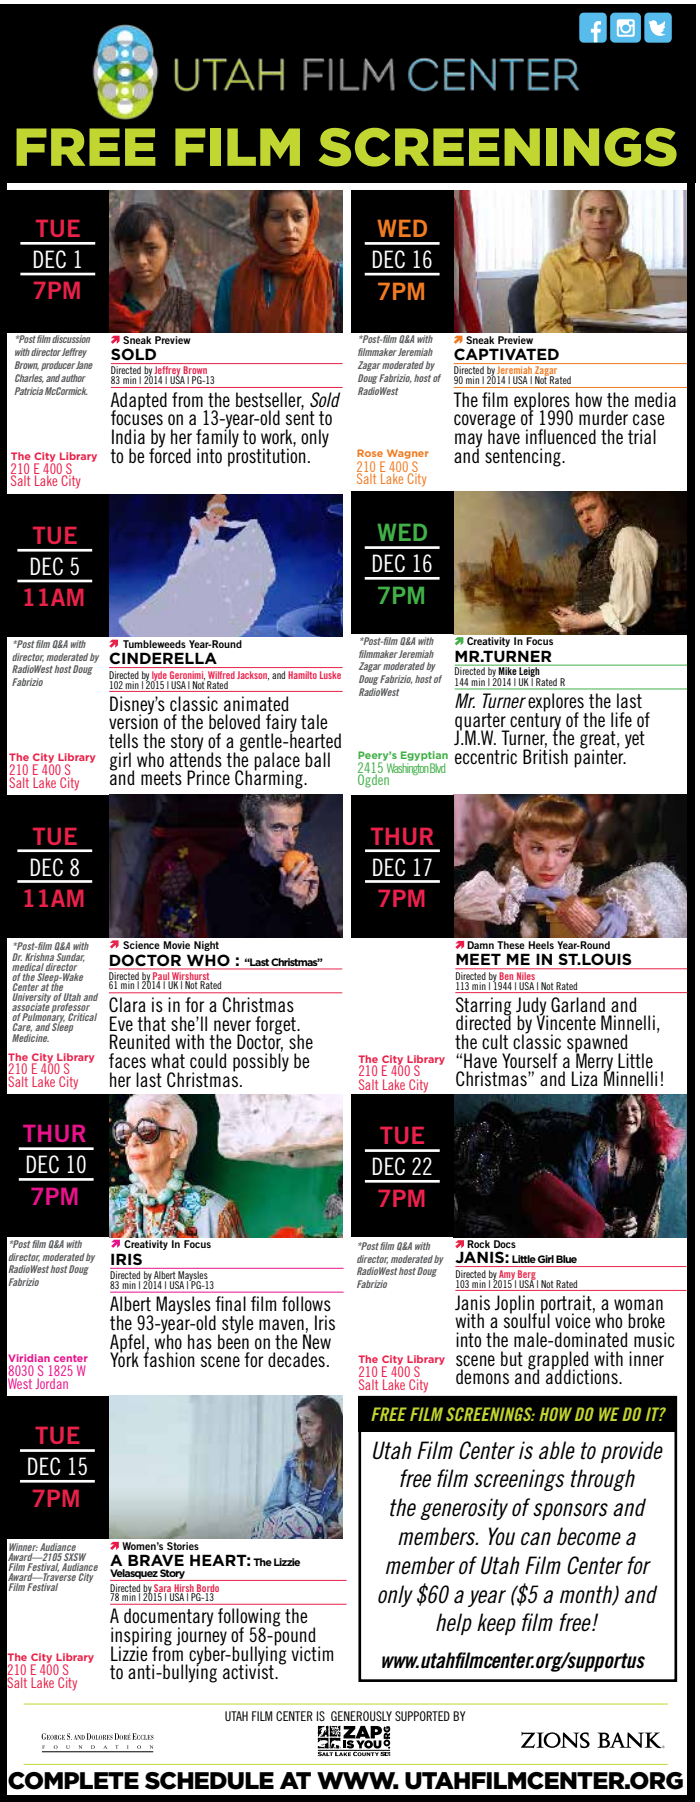 UTAH FILM CENTER
FREE FILM SCREENINGS
TUE
DEC 1
7PM
*Post film discussion
with director Jeffrey
Brown, producer Jane
Charles, and author
Patricia McCormick.
The City Library
210 E 400 S
Salt Lake City
Sneak Preview
SOLD
Directed by Jeffrey Brown
83 min | 2014 | USA | PG-13
Adapted from the bestseller, Sold
focuses on a 13-year-old sent to
India by her family to work, only
to be forced into prostitution.
TUE
DEC 5
11AM
*Post film Q&A with
director, moderated by
RadioWest host Doug
Fabrizio
The City Library
210 E 400 S
Salt Lake City
Tumbleweeds Year-Round
CINDERELLA
Directed by lyde Geronimi, Wilfred Jackson, and Hamilto Luske
102 min | 2015 | USA | Not Rated
Disney's classic animated
version of the beloved fairy tale
tells the story of a gentle-hearted
girl who attends the palace ball
and meets Prince Charming.
TUE
DEC 8
11AM
*Post-film Q&A with
Dr. Krishna Sundar,
medical director
of the Sleep-Wake
Center at the
University of Utah and
associate professor
of Pulmonary, Critical
Care, and Sleep
Medicine.
The City Library
210 E 400 S
Salt Lake City
Science Movie Night
DOCTOR WHO : “Last Christmas”
Directed by Paul Wirshurst
61 min | 2014 | UK | Not Rated
Clara is in for a Christmas
Eve that she'll never forget.
Reunited with the Doctor, she
faces what could possibly be
her last Christmas.
THUR
DEC 10
7PM
*Post film Q&A with
director, moderated by
RadioWest host Doug
Fabrizio
Viridian center
8030 S 1825 W
West Jordan
Creativity In Focus
IRIS
Directed by Albert Maysles
83 min | 2014 | USA | PG-13
Albert Maysles final film follows
the 93-year-old style maven, Iris
Apfel, who has been on the New
York fashion scene for decades.
TUE
DEC 15
7PM
Winner: Audiance
Award—2105 SXSW
Film Festival, Audiance
Award—Traverse City
Film Festival
The City Library
210 E 400 S
Salt Lake City
Women's Stories
A BRAVE HEART: The Lizzie
Velasquez Story
Directed by Sara Hirsh Bordo
78 min | 2015 | USA | PG-13
A documentary following the
inspiring journey of 58-pound
Lizzie from cyber-bullying victim
to anti-bullying activist.
WED
DEC 16
7PM
*Post-film Q&A with
filmmaker Jeremiah
Zagar moderated by
Doug Fabrizio, host of
RadioWest
Rose Wagner
210 E 400 S
Salt Lake City
Sneak Preview
CAPTIVATED
Directed by Jeremiah Zagar
90 min | 2014 | USA | Not Rated
The film explores how the media
coverage of 1990 murder case
may have influenced the trial
and sentencing.
WED
DEC 16
7PM
*Post-film Q&A with
filmmaker Jeremiah
Zagar moderated by
Doug Fabrizio, host of
RadioWest
Peery's Egyptian
2415 Washington Blvd
Ogden
Creativity In Focus
MR.TURNER
Directed by Mike Leigh
144 min | 2014 | UK | Rated R
Mr. Turner explores the last
quarter century of the life of
J.M.W. Turner, the great, yet
eccentric British painter.
THUR
DEC 17
7PM
The City Library
210 E 400 S
Salt Lake City
Damn These Heels Year-Round
MEET ME IN ST.LOUIS
Directed by Ben Niles
113 min | 1944 | USA | Not Rated
Starring Judy Garland and
directed by Vincente Minnelli,
the cult classic spawned
“Have Yourself a Merry Little
Christmas” and Liza Minnelli!
TUE
DEC 22
7PM
*Post film Q&A with
director, moderated by
RadioWest host Doug
Fabrizio
The City Library
210 E 400 S
Salt Lake City
Rock Docs
JANIS: Little Girl Blue
Directed by Amy Berg
103 min | 2015 | USA | Not Rated
Janis Joplin portrait, a woman
with a soulful voice who broke
into the male-dominated music
scene but grappled with inner
demons and addictions.
FREE FILM SCREENINGS: HOW DO WE DO IT?
Utah Film Center is able to provide
free film screenings through
the generosity of sponsors and
members. You can become a
member of Utah Film Center for
only $60 a year ($5 a month) and
help keep film free!
www.utahfilmcenter.org/supportus
UTAH FILM CENTER IS GENEROUSLY SUPPORTED BY
GEORGE S. AND DOLORES DORÉ ECCLES
FOUNDATION
ZAP
IS YOU.ORG
SALT LAKE COUNTY
ZIONS BANK
COMPLETE SCHEDULE AT WWW. UTAHFILMCENTER.ORG